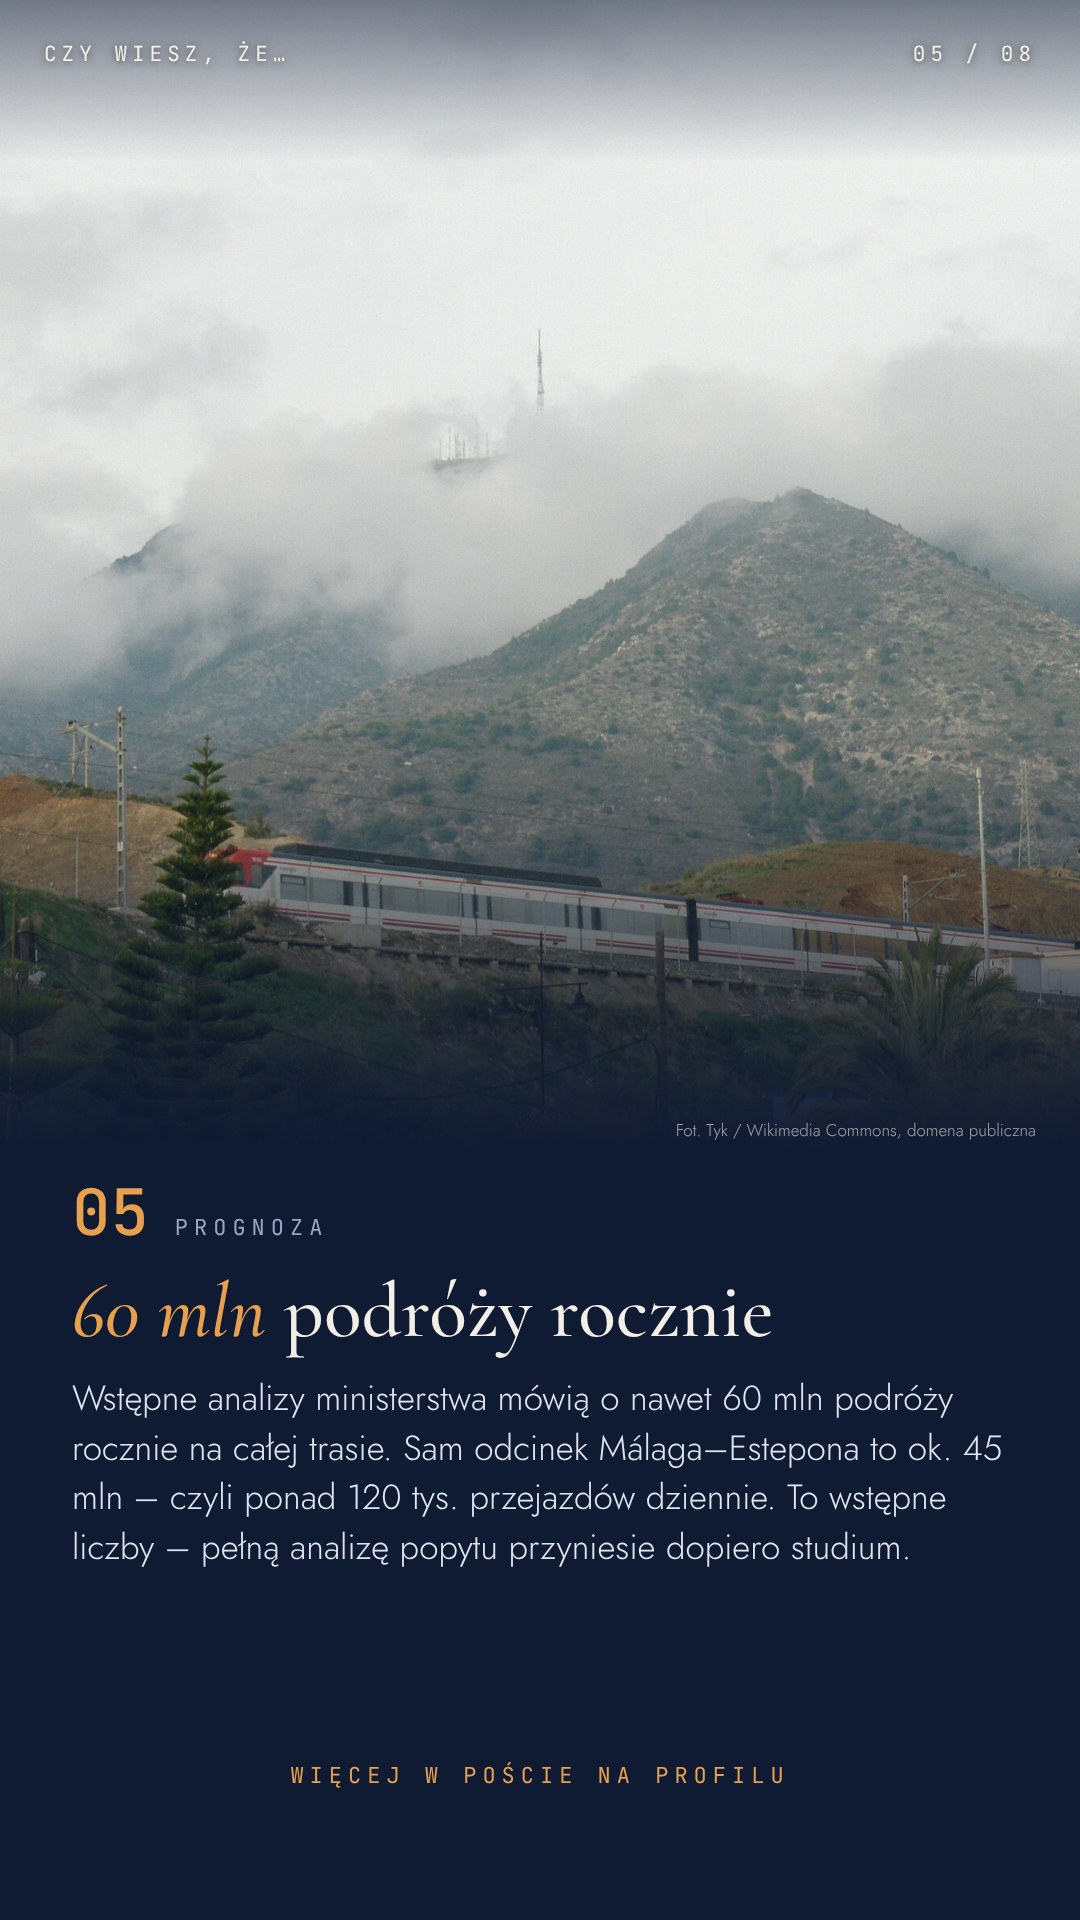 CZY WIESZ, ŻE…
05 / 08
Fot. Tyk / Wikimedia Commons, domena publiczna
05 PROGNOZA
60 mln podróży rocznie
Wstępne analizy ministerstwa mówią o nawet 60 mln podróży
rocznie na całej trasie. Sam odcinek Málaga–Estepona to ok. 45
mln – czyli ponad 120 tys. przejazdów dziennie. To wstępne
liczby – pełną analizę popytu przyniesie dopiero studium.
WIĘCEJ W POŚCIE NA PROFILU